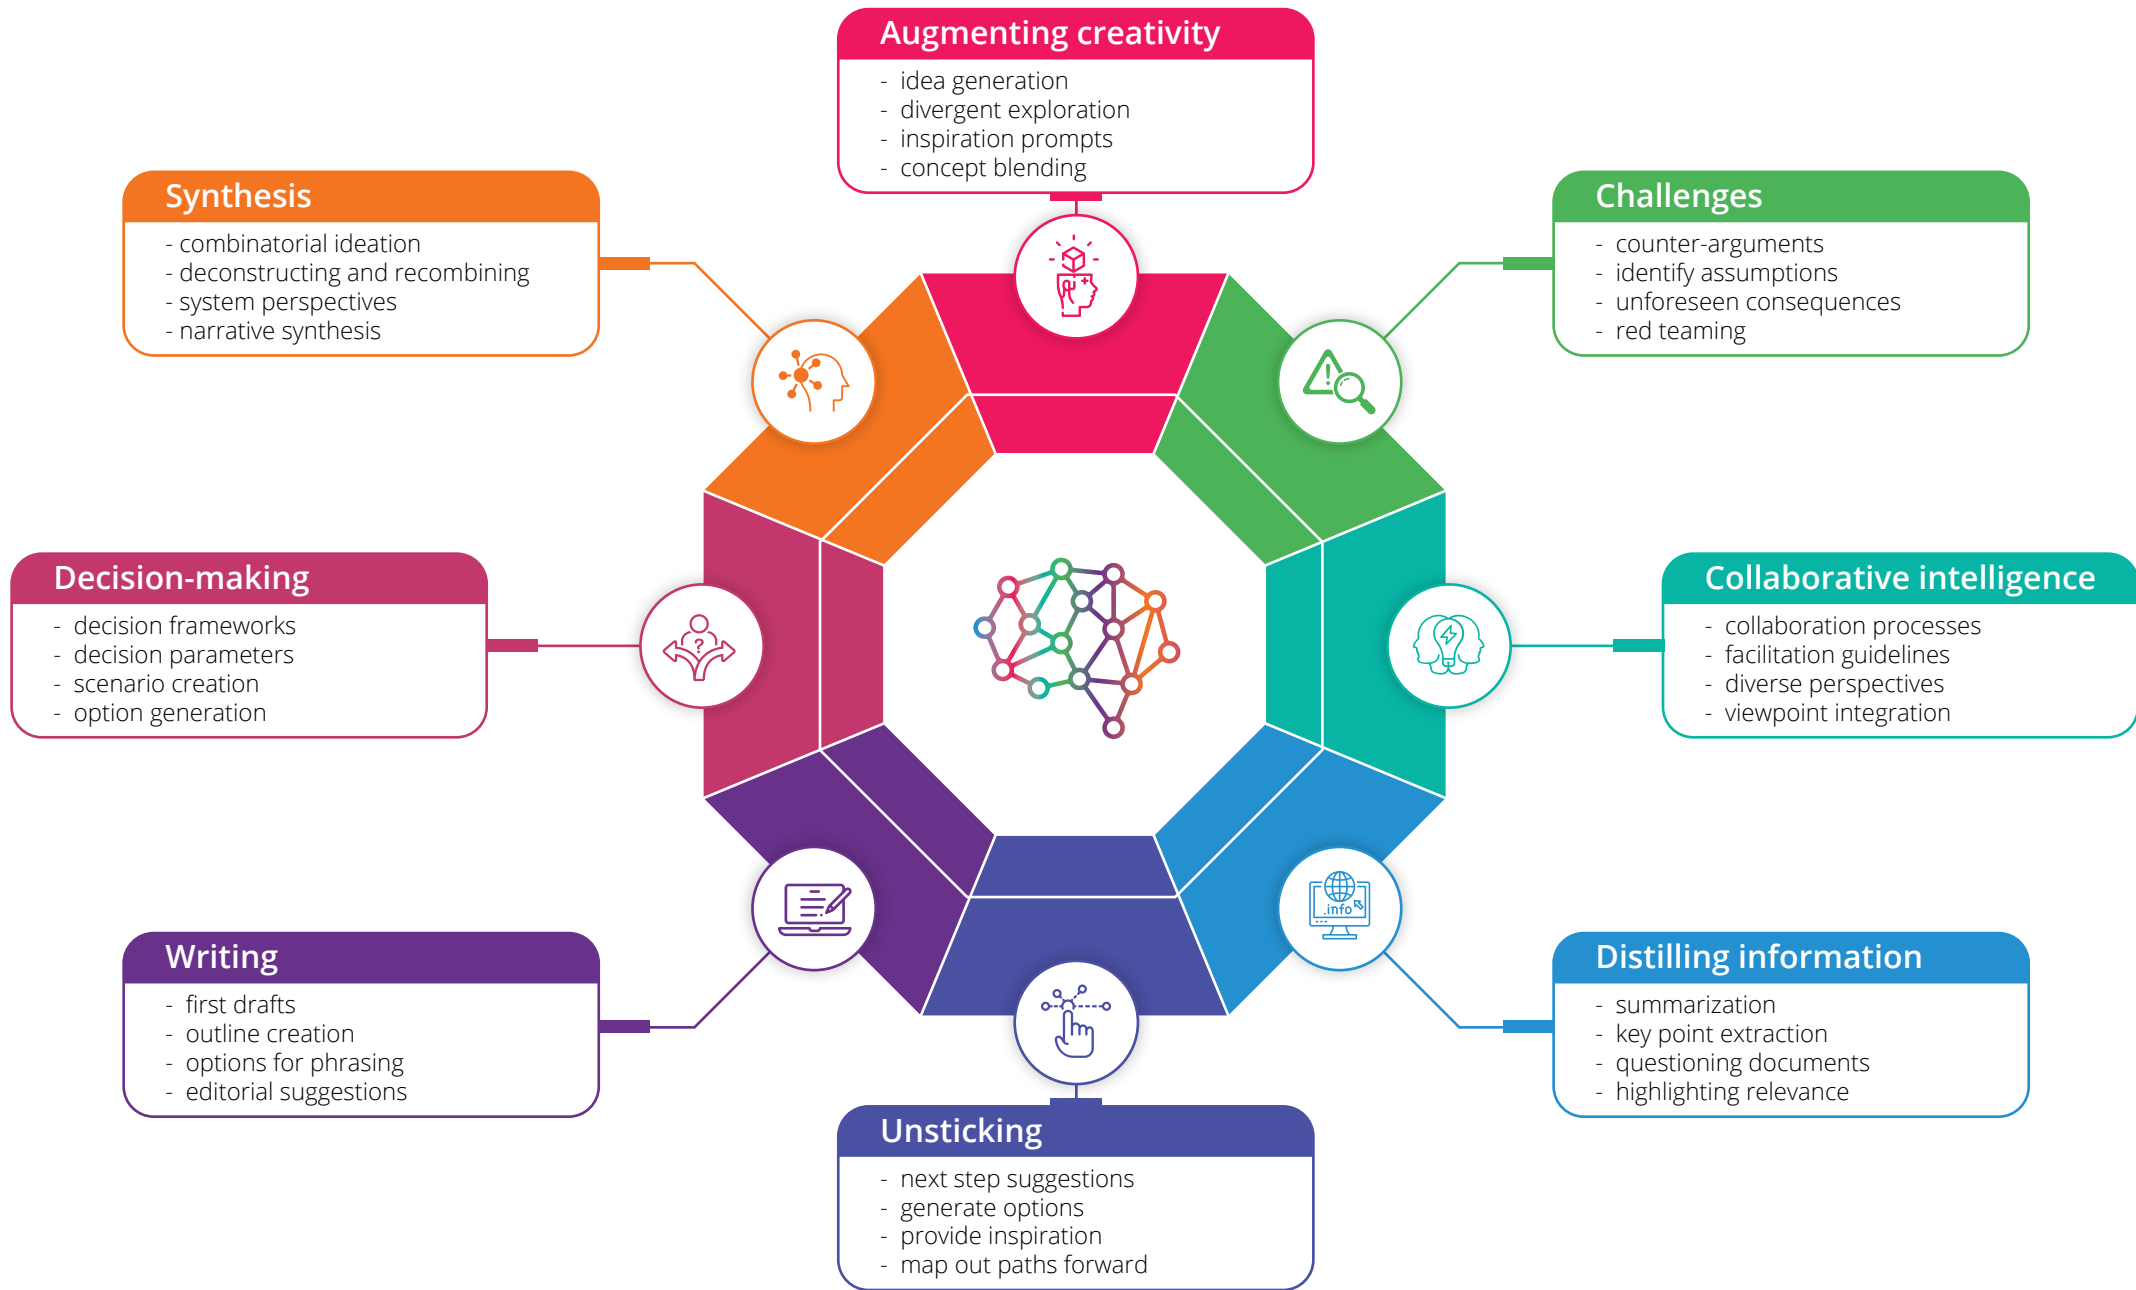 Augmenting creativity
- idea generation
- divergent exploration
- inspiration prompts
- concept blending
Synthesis
- combinatorial ideation
- deconstructing and recombining
- system perspectives
- narrative synthesis
Challenges
- counter-arguments
- identify assumptions
- unforeseen consequences
- red teaming
Decision-making
- decision frameworks
- decision parameters
- scenario creation
- option generation
?
Collaborative intelligence
- collaboration processes
- facilitation guidelines
- diverse perspectives
- viewpoint integration
Writing
- first drafts
- outline creation
- options for phrasing
- editorial suggestions
.info
Distilling information
- summarization
- key point extraction
- questioning documents
- highlighting relevance
Unsticking
- next step suggestions
- generate options
- provide inspiration
- map out paths forward